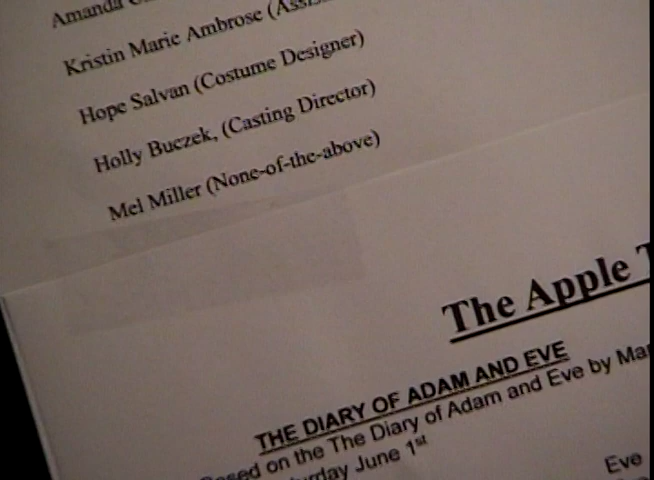 Amanda
Kristin Marie Ambrose
Hope Salvan (Costume Designer)
Holly Buczek, (Casting Director)
Mel Miller (None-of-the-above)
The Apple
THE DIARY OF ADAM AND EVE
on the The Diary of Adam and Eve by
June 1st
Eve